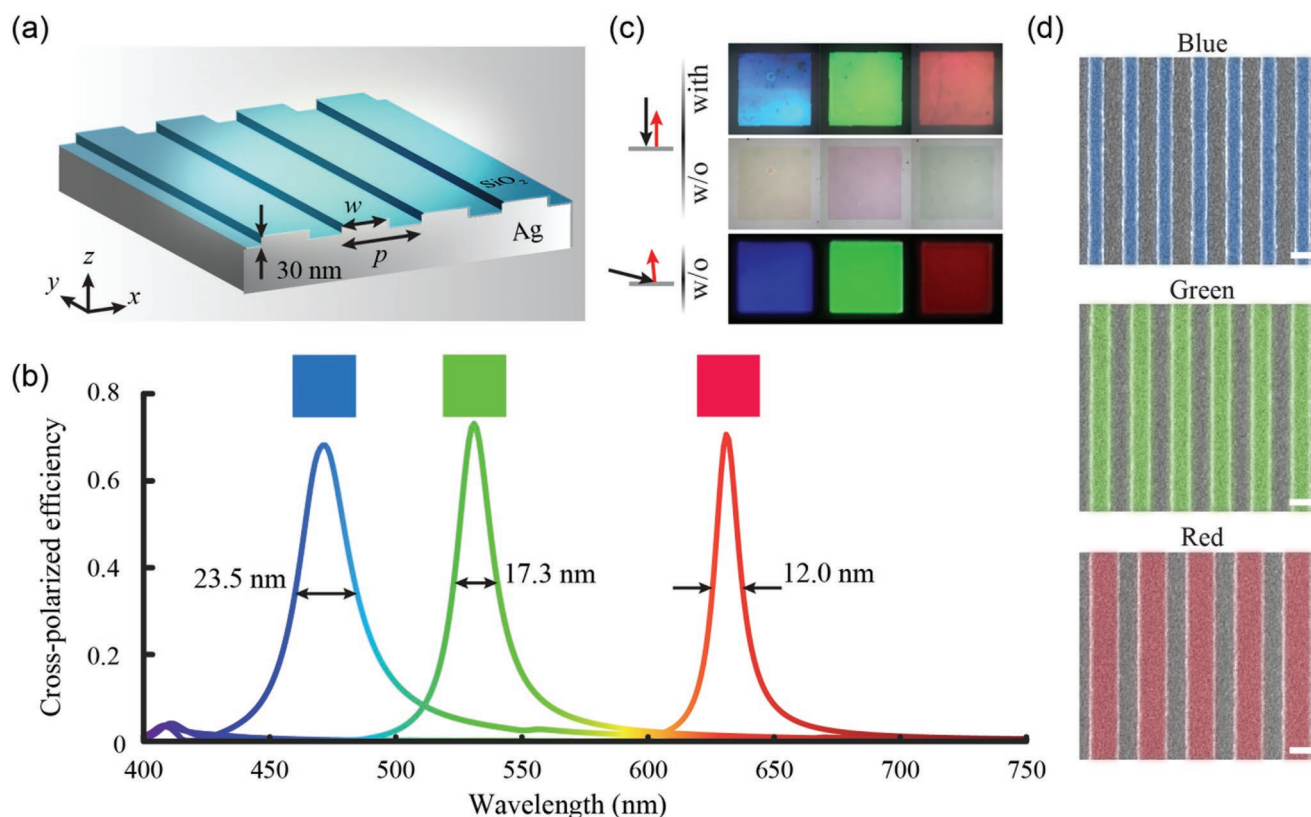 (a)
SiO2
w
p
Ag
30 nm
z
y
x
(c)
with
w/o
w/o
(d)
Blue
Green
Red
(b)
Cross-polarized efficiency
0.8
0.6
0.4
0.2
0
23.5 nm
17.3 nm
12.0 nm
400
450
500
550
600
650
700
750
Wavelength (nm)